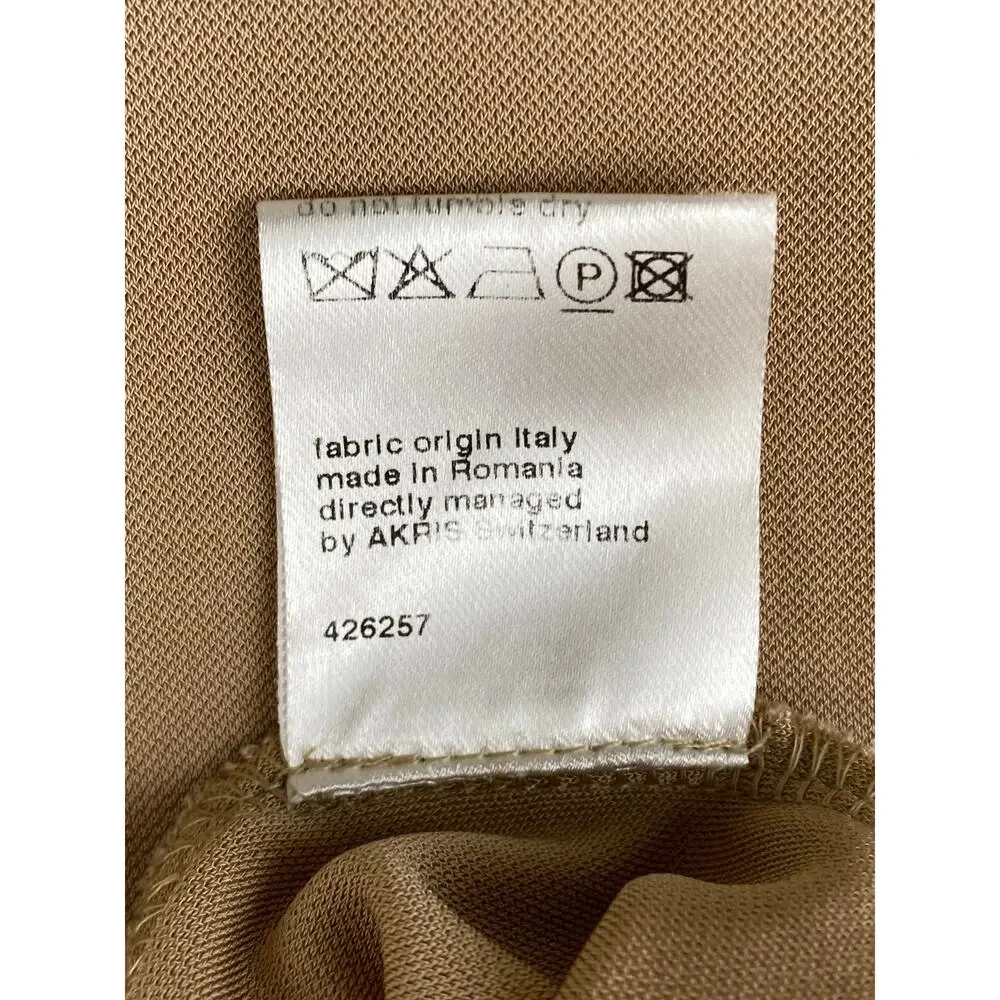 do not tumble dry
P
fabric origin Italy
made in Romania
directly managed
by AKRIS Switzerland
426257